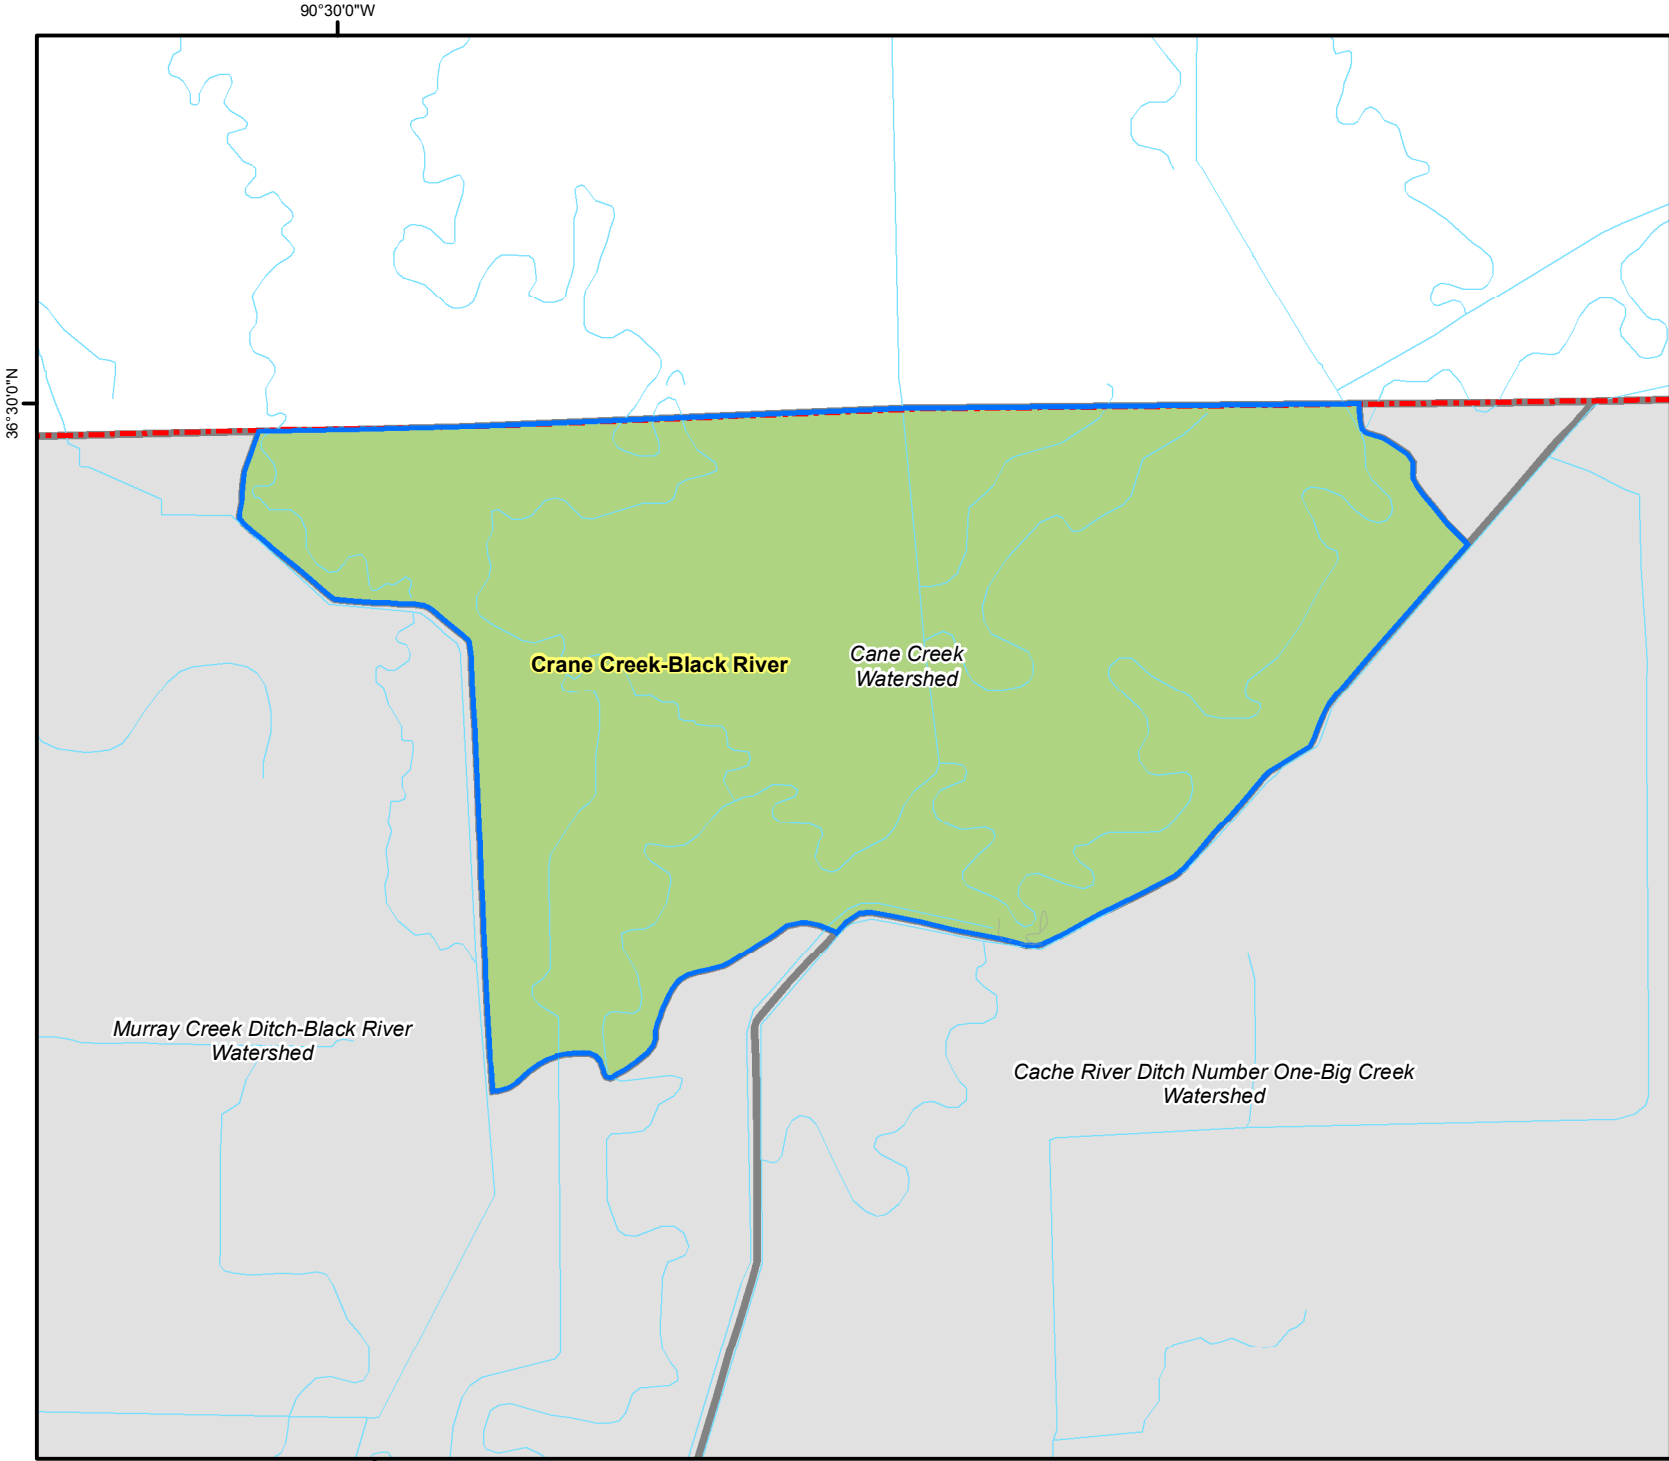 90°30'0"W
36°30'0"N
Crane Creek-Black River
Cane Creek
Watershed
Murray Creek Ditch-Black River
Watershed
Cache River Ditch Number One-Big Creek
Watershed